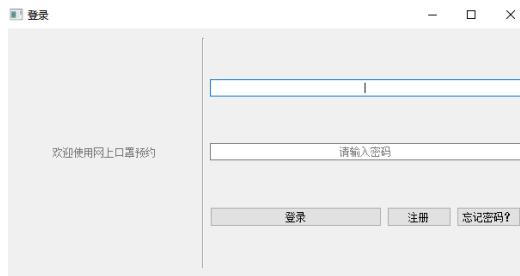 登录
欢迎使用网上口罩预约
请输入密码
登录 注册 忘记密码？